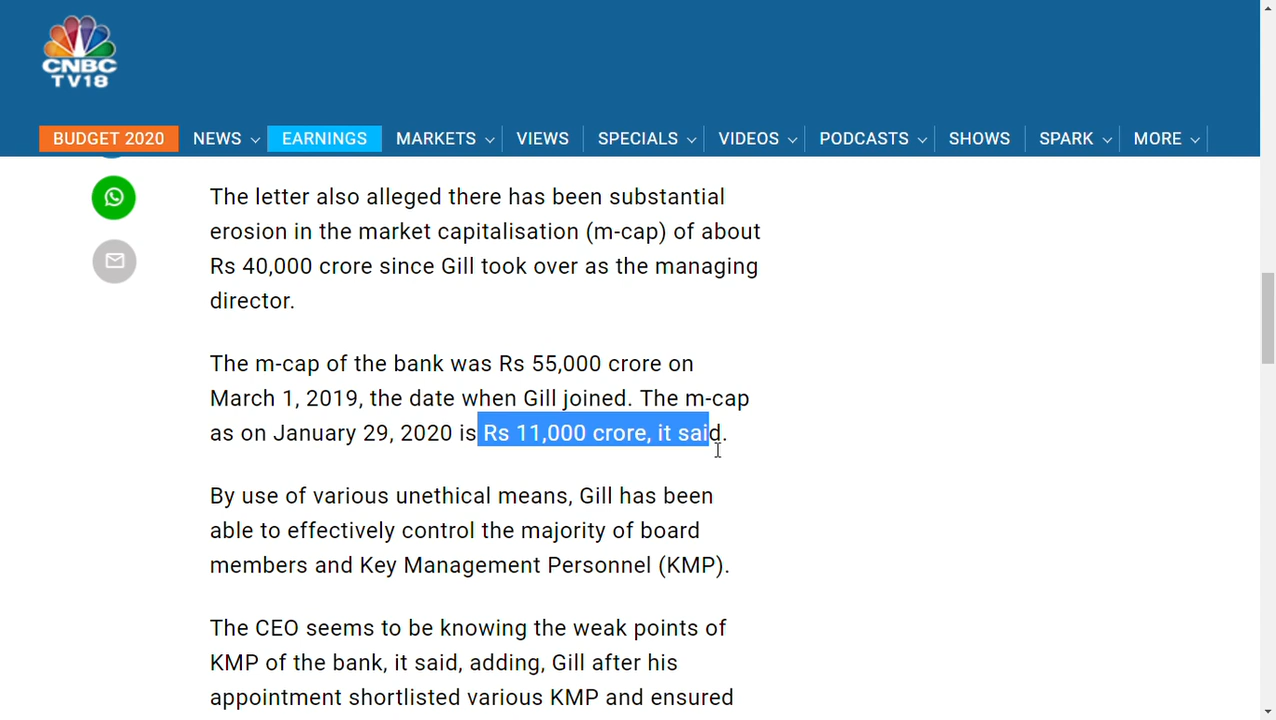 CNBC
TV18
BUDGET 2020 NEWS EARNINGS MARKETS VIEWS SPECIALS VIDEOS PODCASTS SHOWS SPARK MORE
The letter also alleged there has been substantial
erosion in the market capitalisation (m-cap) of about
Rs 40,000 crore since Gill took over as the managing
director.
The m-cap of the bank was Rs 55,000 crore on
March 1, 2019, the date when Gill joined. The m-cap
as on January 29, 2020 is Rs 11,000 crore, it said.
By use of various unethical means, Gill has been
able to effectively control the majority of board
members and Key Management Personnel (KMP).
The CEO seems to be knowing the weak points of
KMP of the bank, it said, adding, Gill after his
appointment shortlisted various KMP and ensured